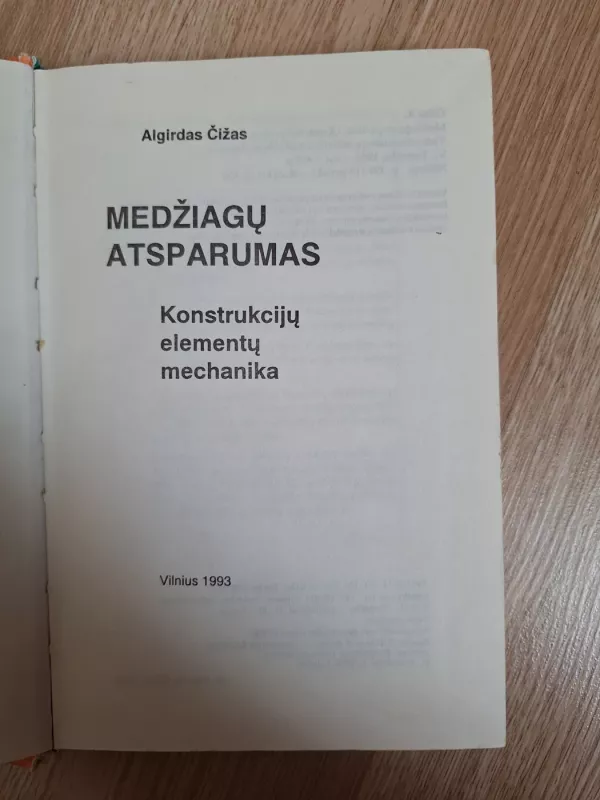 Algirdas Čižas
MEDŽIAGŲ
ATSPARUMAS
Konstrukcijų
elementų
mechanika
Vilnius 1993